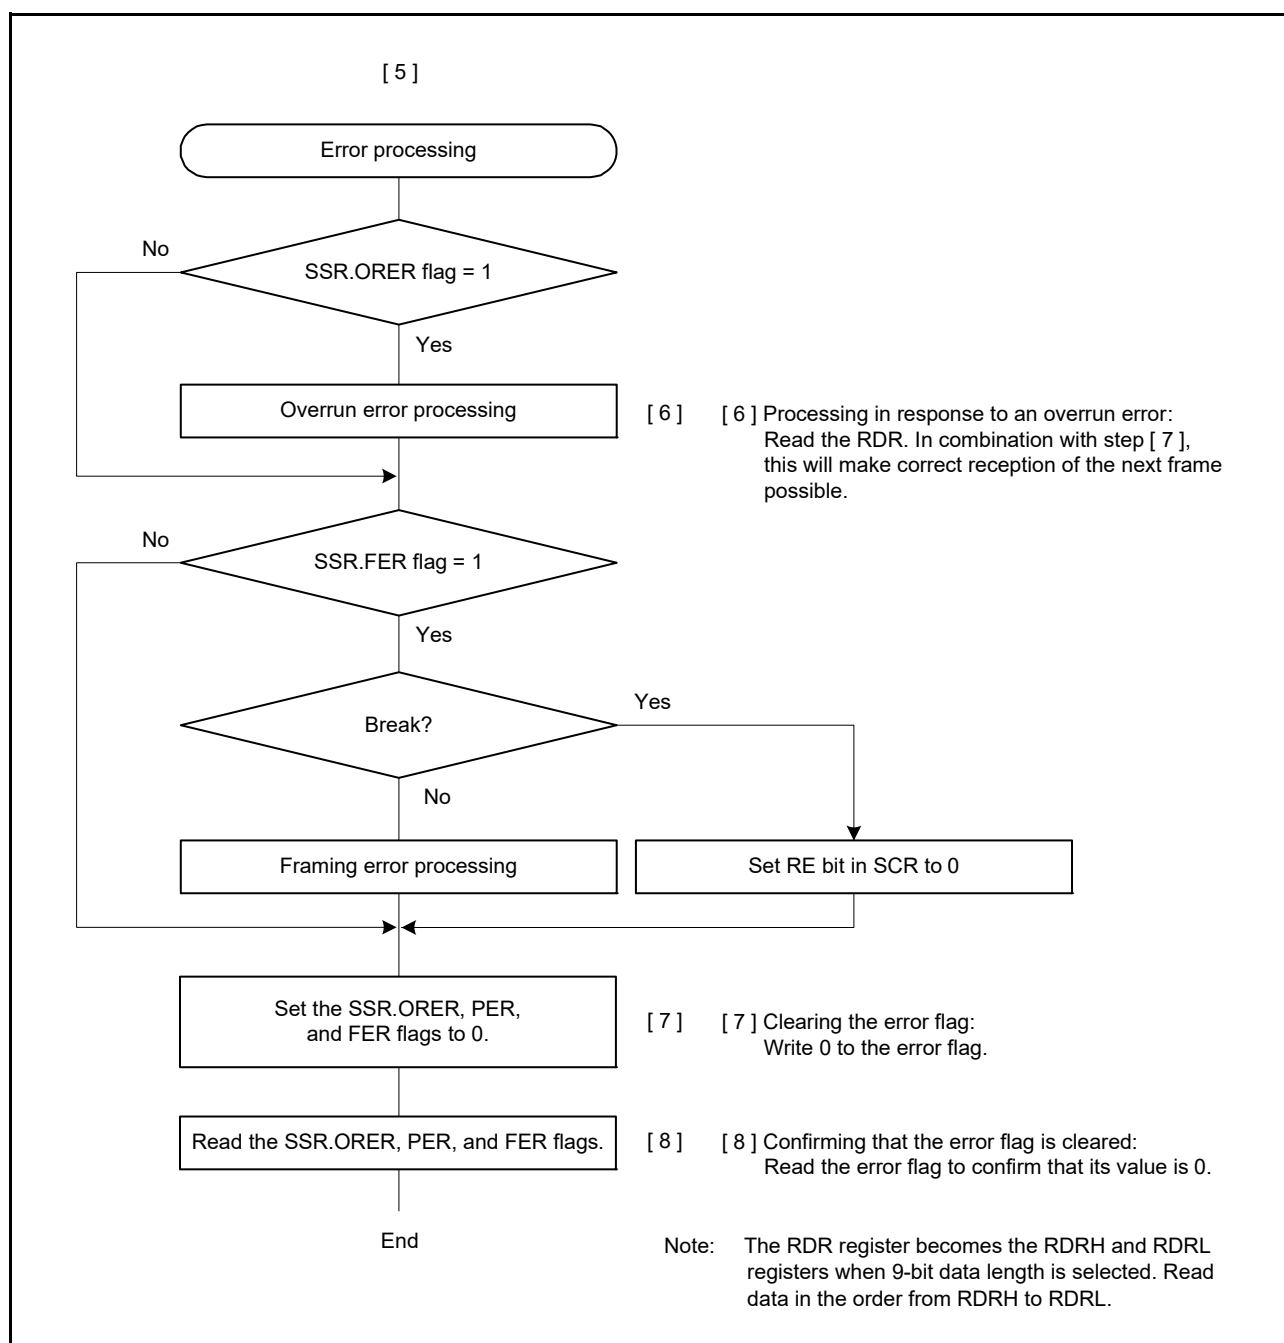 [ 5 ]
Error processing
No
SSR.ORER flag = 1
Yes
Overrun error processing
[ 6 ]
[ 6 ] Processing in response to an overrun error:
Read the RDR. In combination with step [ 7 ],
this will make correct reception of the next frame
possible.
No
SSR.FER flag = 1
Yes
Break?
Yes
No
Framing error processing
Set RE bit in SCR to 0
Set the SSR.ORER, PER,
and FER flags to 0.
[ 7 ]
[ 7 ] Clearing the error flag:
Write 0 to the error flag.
Read the SSR.ORER, PER, and FER flags.
[ 8 ]
[ 8 ] Confirming that the error flag is cleared:
Read the error flag to confirm that its value is 0.
End
Note: The RDR register becomes the RDRH and RDRL
registers when 9-bit data length is selected. Read
data in the order from RDRH to RDRL.